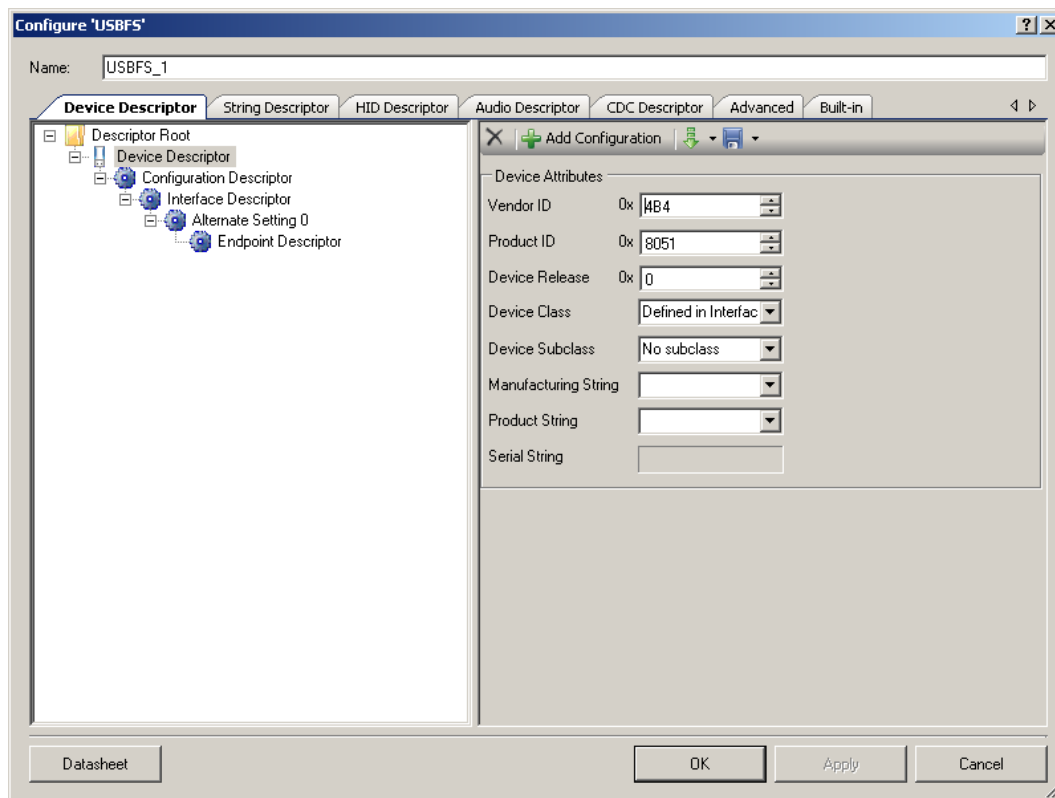 Configure 'USBFS'
Name: USBFS_1
Device Descriptor String Descriptor HID Descriptor Audio Descriptor CDC Descriptor Advanced Built-in
Descriptor Root
Device Descriptor
Configuration Descriptor
Interface Descriptor
Alternate Setting 0
Endpoint Descriptor
Add Configuration
Device Attributes
Vendor ID 0x 4B4
Product ID 0x 8051
Device Release 0x 0
Device Class Defined in Interfac
Device Subclass No subclass
Manufacturing String
Product String
Serial String
Datasheet OK Apply Cancel